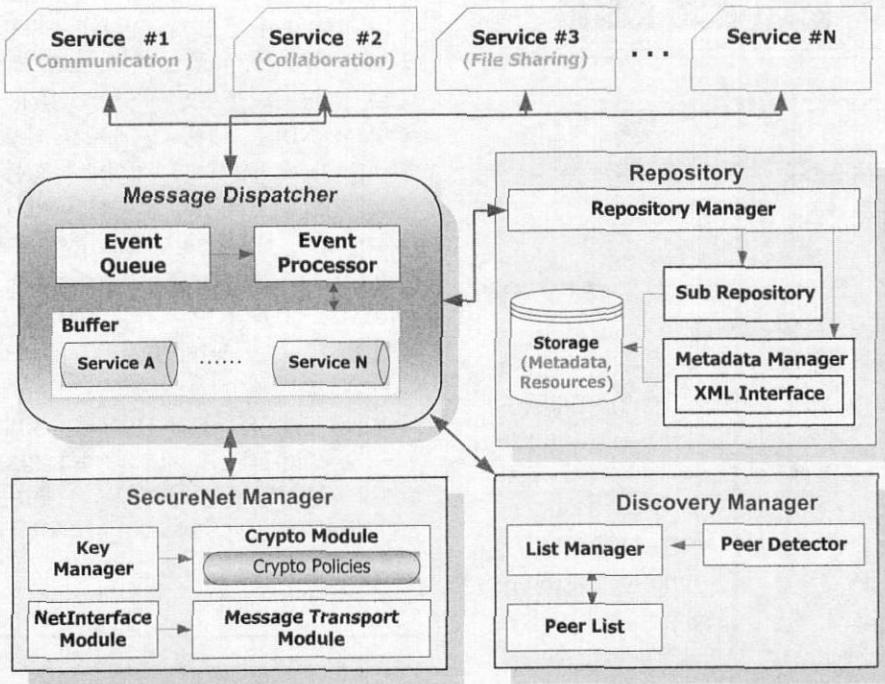 Service #1
(Communication )
Service #2
(Collaboration)
Service #3
(File Sharing)
. . .
Service #N
Message Dispatcher
Event
Queue
Event
Processor
Buffer
Service A
......
Service N
Repository
Repository Manager
Sub Repository
Storage
(Metadata,
Resources)
Metadata Manager
XML Interface
SecureNet Manager
Key
Manager
Crypto Module
Crypto Policies
NetInterface
Module
Message Transport
Module
Discovery Manager
List Manager
Peer Detector
Peer List